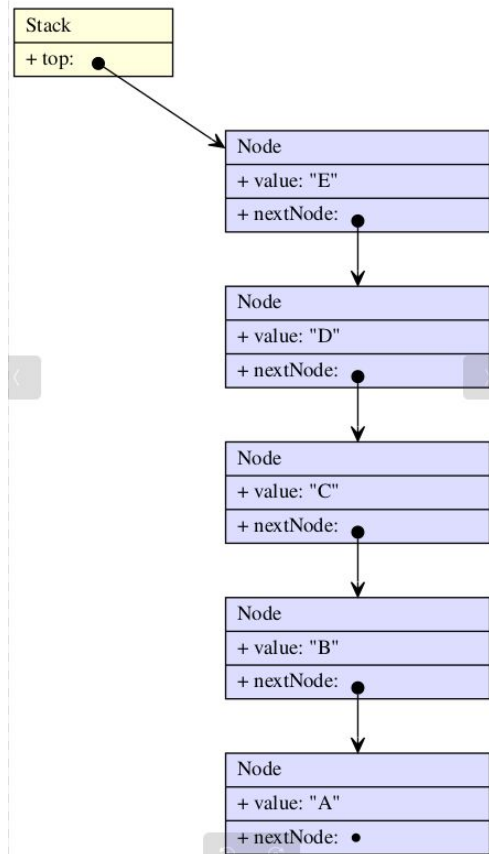 Stack
+ top:
Node
+ value: "E"
+ nextNode:
Node
+ value: "D"
+ nextNode:
Node
+ value: "C"
+ nextNode:
Node
+ value: "B"
+ nextNode:
Node
+ value: "A"
+ nextNode: